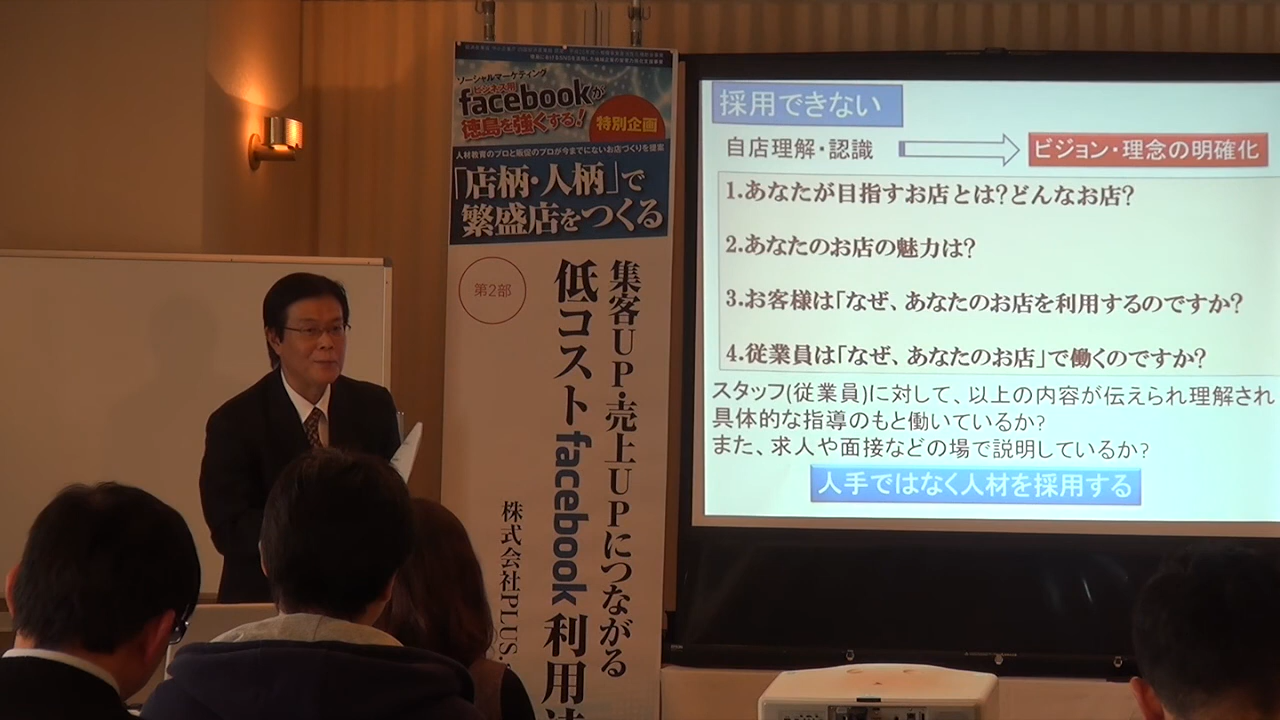 ソーシャルマーケティング
ビジネス用
facebookが
徳島を強くする!
特別企画
人材教育のプロと販促のプロが今までにないお店づくりを提案
「店柄・人柄」で
繁盛店をつくる
第2部
集客UP・売上UPにつながる
低コストfacebook利用法
株式会社PLUS.
採用できない
自店理解・認識
ビジョン・理念の明確化
1.あなたが目指すお店とは?どんなお店?
2.あなたのお店の魅力は?
3.お客様は「なぜ、あなたのお店を利用するのですか?
4.従業員は「なぜ、あなたのお店」で働くのですか?
スタッフ(従業員)に対して、以上の内容が伝えられ理解され
具体的な指導のもと働いているか?
また、求人や面接などの場で説明しているか?
人手ではなく人材を採用する